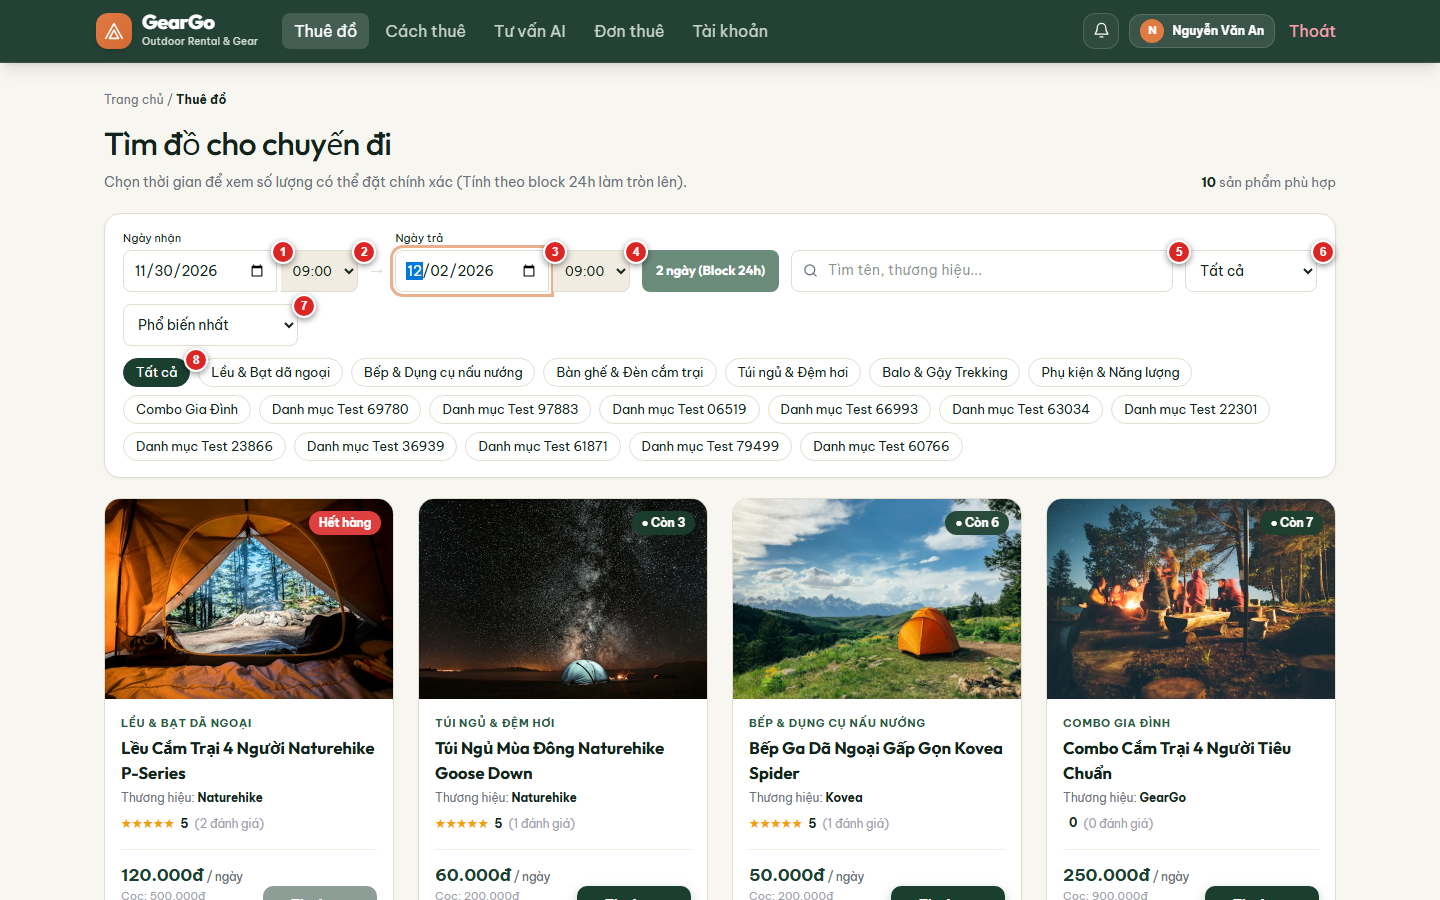 GearGo
Outdoor Rental & Gear
Thuê đồ
Cách thuê
Tư vấn AI
Đơn thuê
Tài khoản
N
Nguyễn Văn An
Thoát
Trang chủ / Thuê đồ
Tìm đồ cho chuyến đi
Chọn thời gian để xem số lượng có thể đặt chính xác (Tính theo block 24h làm tròn lên).
10 sản phẩm phù hợp
Ngày nhận
Ngày trả
1
2
3
4
5
6
11/30/2026
09:00
→
12/02/2026
09:00
2 ngày (Block 24h)
Tìm tên, thương hiệu...
Tất cả
7
Phổ biến nhất
8
Tất cả
Lều & Bạt dã ngoại
Bếp & Dụng cụ nấu nướng
Bàn ghế & Đèn cắm trại
Túi ngủ & Đệm hơi
Balo & Gậy Trekking
Phụ kiện & Năng lượng
Combo Gia Đình
Danh mục Test 69780
Danh mục Test 97883
Danh mục Test 06519
Danh mục Test 66993
Danh mục Test 63034
Danh mục Test 22301
Danh mục Test 23866
Danh mục Test 36939
Danh mục Test 61871
Danh mục Test 79499
Danh mục Test 60766
Hết hàng
• Còn 3
• Còn 6
• Còn 7
LỀU & BẠT DÃ NGOẠI
Lều Cắm Trại 4 Người Naturehike
P-Series
Thương hiệu: Naturehike
★★★★★ 5 (2 đánh giá)
120.000đ / ngày
Cọc: 500.000đ
TÚI NGỦ & ĐỆM HƠI
Túi Ngủ Mùa Đông Naturehike
Goose Down
Thương hiệu: Naturehike
★★★★★ 5 (1 đánh giá)
60.000đ / ngày
Cọc: 200.000đ
BẾP & DỤNG CỤ NẤU NƯỚNG
Bếp Ga Dã Ngoại Gấp Gọn Kovea
Spider
Thương hiệu: Kovea
★★★★★ 5 (1 đánh giá)
50.000đ / ngày
Cọc: 200.000đ
COMBO GIA ĐÌNH
Combo Cắm Trại 4 Người Tiêu
Chuẩn
Thương hiệu: GearGo
0 (0 đánh giá)
250.000đ / ngày
Cọc: 900.000đ